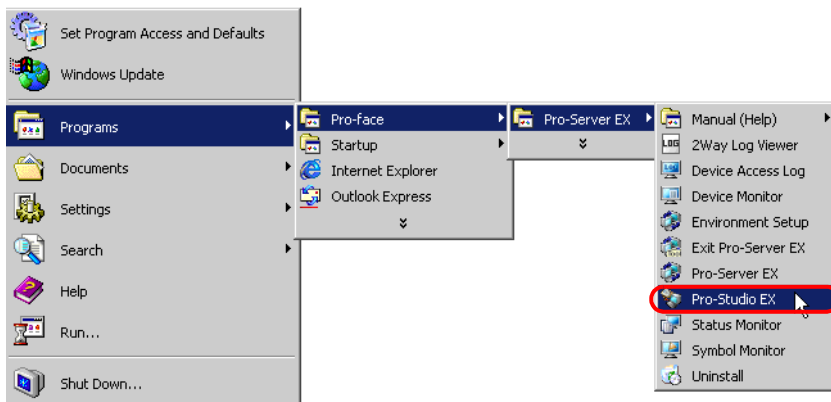 Set Program Access and Defaults
Windows Update
Programs
Documents
Settings
Search
Help
Run...
Shut Down...
Pro-face
Startup
Internet Explorer
Outlook Express
Pro-Server EX
Manual (Help)
LOG 2Way Log Viewer
Device Access Log
Device Monitor
Environment Setup
Exit Pro-Server EX
Pro-Server EX
Pro-Studio EX
Status Monitor
Symbol Monitor
Uninstall